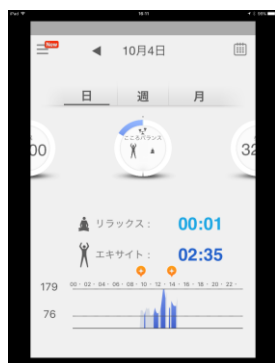 iPad 16:11
New
10月4日
日 週 月
00 こころバランス 32
リラックス : 00:01
エキサイト : 02:35
00 · 02 · 04 · 06 · 08 · 10 · 12 · 14 · 16 · 18 · 20 · 22 ·
179
76